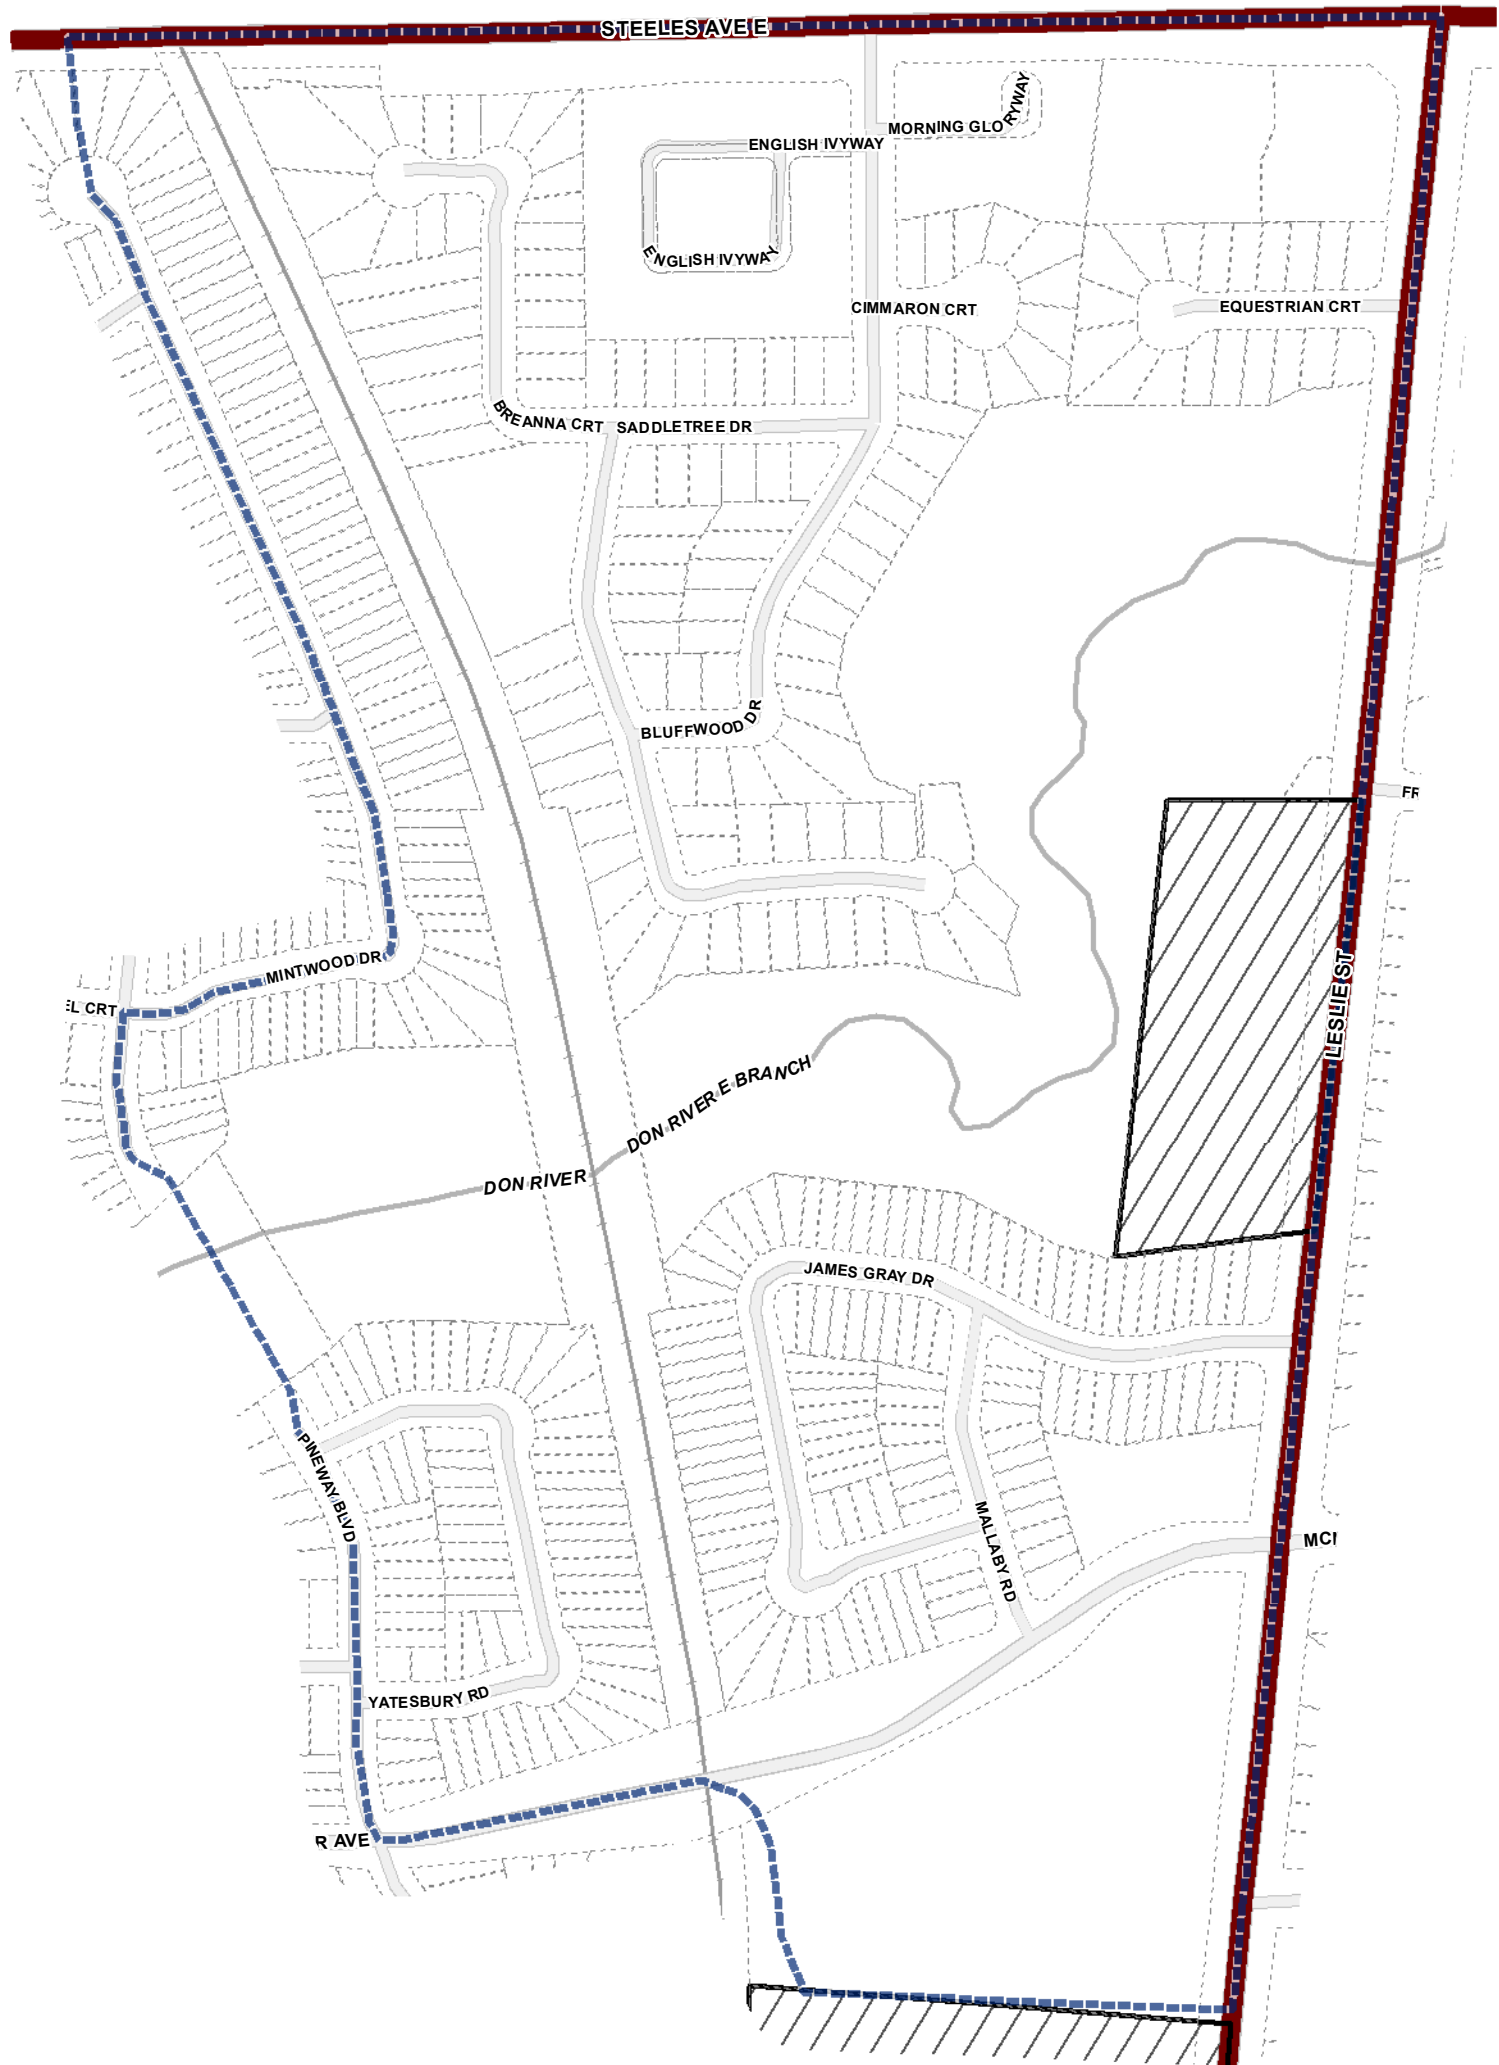 STEELES AVE E
MORNING GLORYWAY
ENGLISH IVYWAY
ENGLISH IVYWAY
CIMMARON CRT
EQUESTRIAN CRT
BREANNA CRT
SADDLETREE DR
BLUFFWOOD DR
FR
MINTWOOD DR
EL CRT
LESLIE ST
DON RIVER E BRANCH
DON RIVER
JAMES GRAY DR
PINEWAY BLVD
MALLABY RD
MCN
YATESBURY RD
R AVE